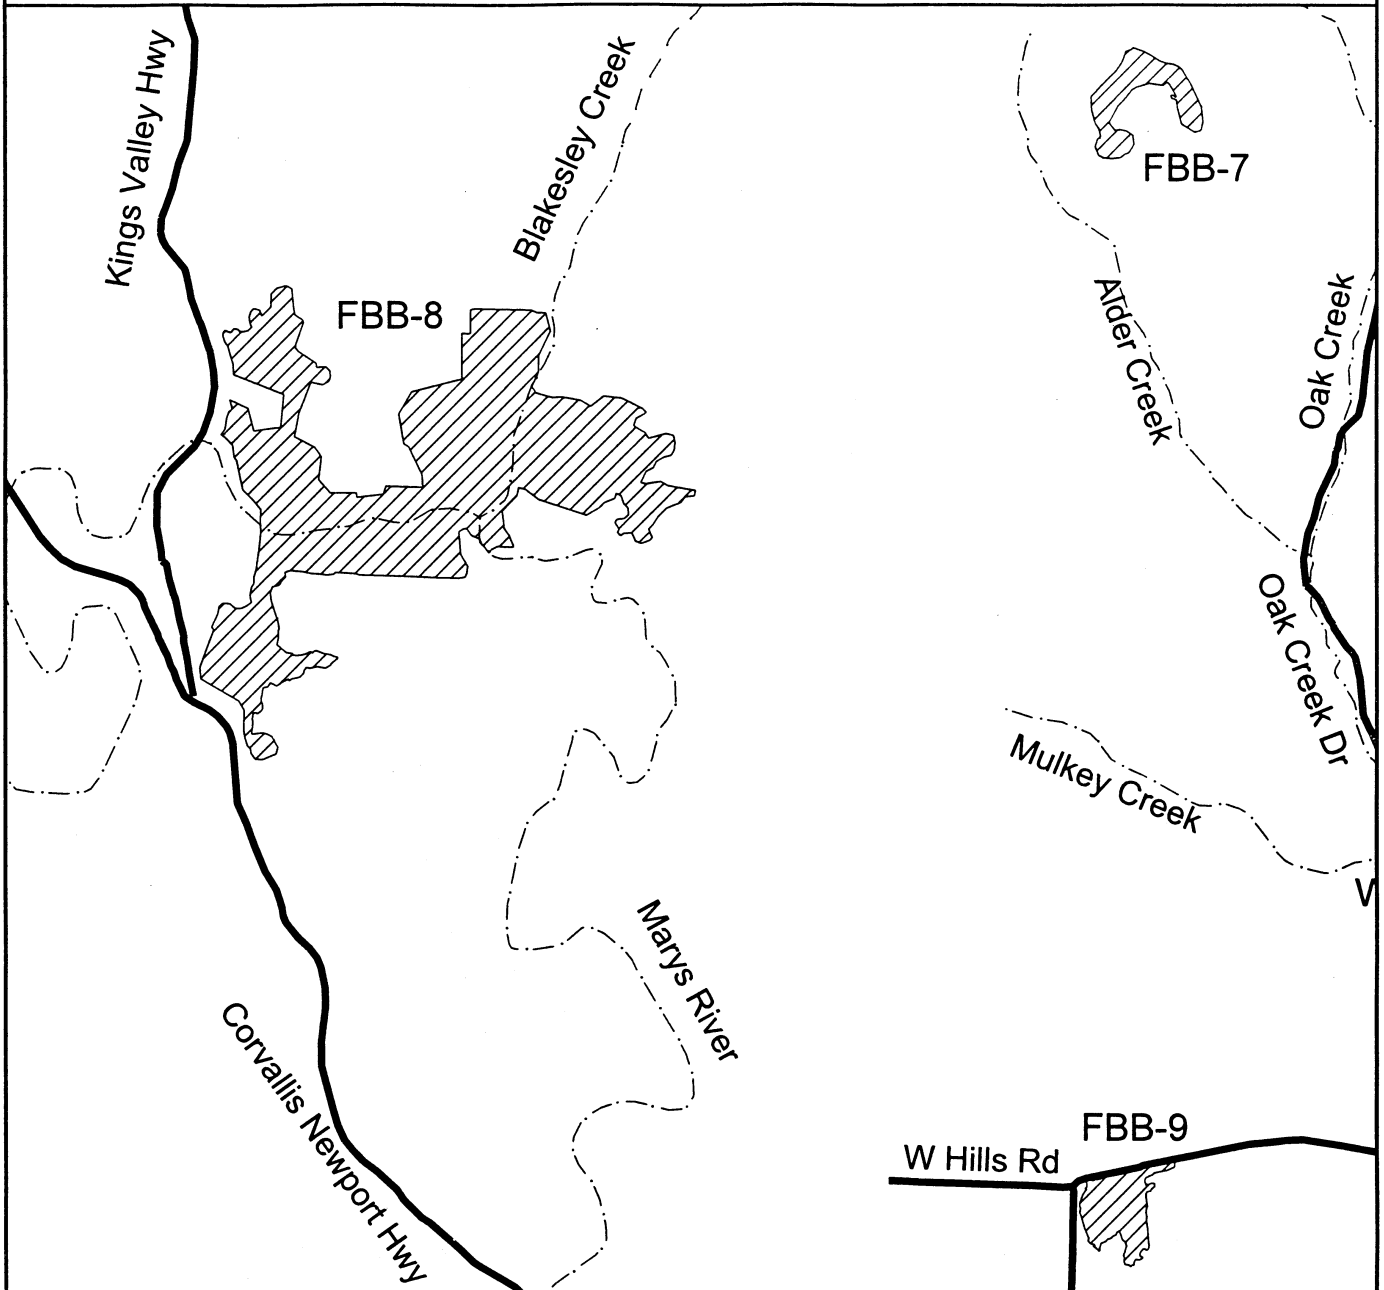 Kings Valley Hwy
Blakesley Creek
FBB-7
FBB-8
Alder Creek
Oak Creek
Oak Creek Dr
Mulkey Creek
V
Marys River
Corvallis Newport Hwy
FBB-9
W Hills Rd